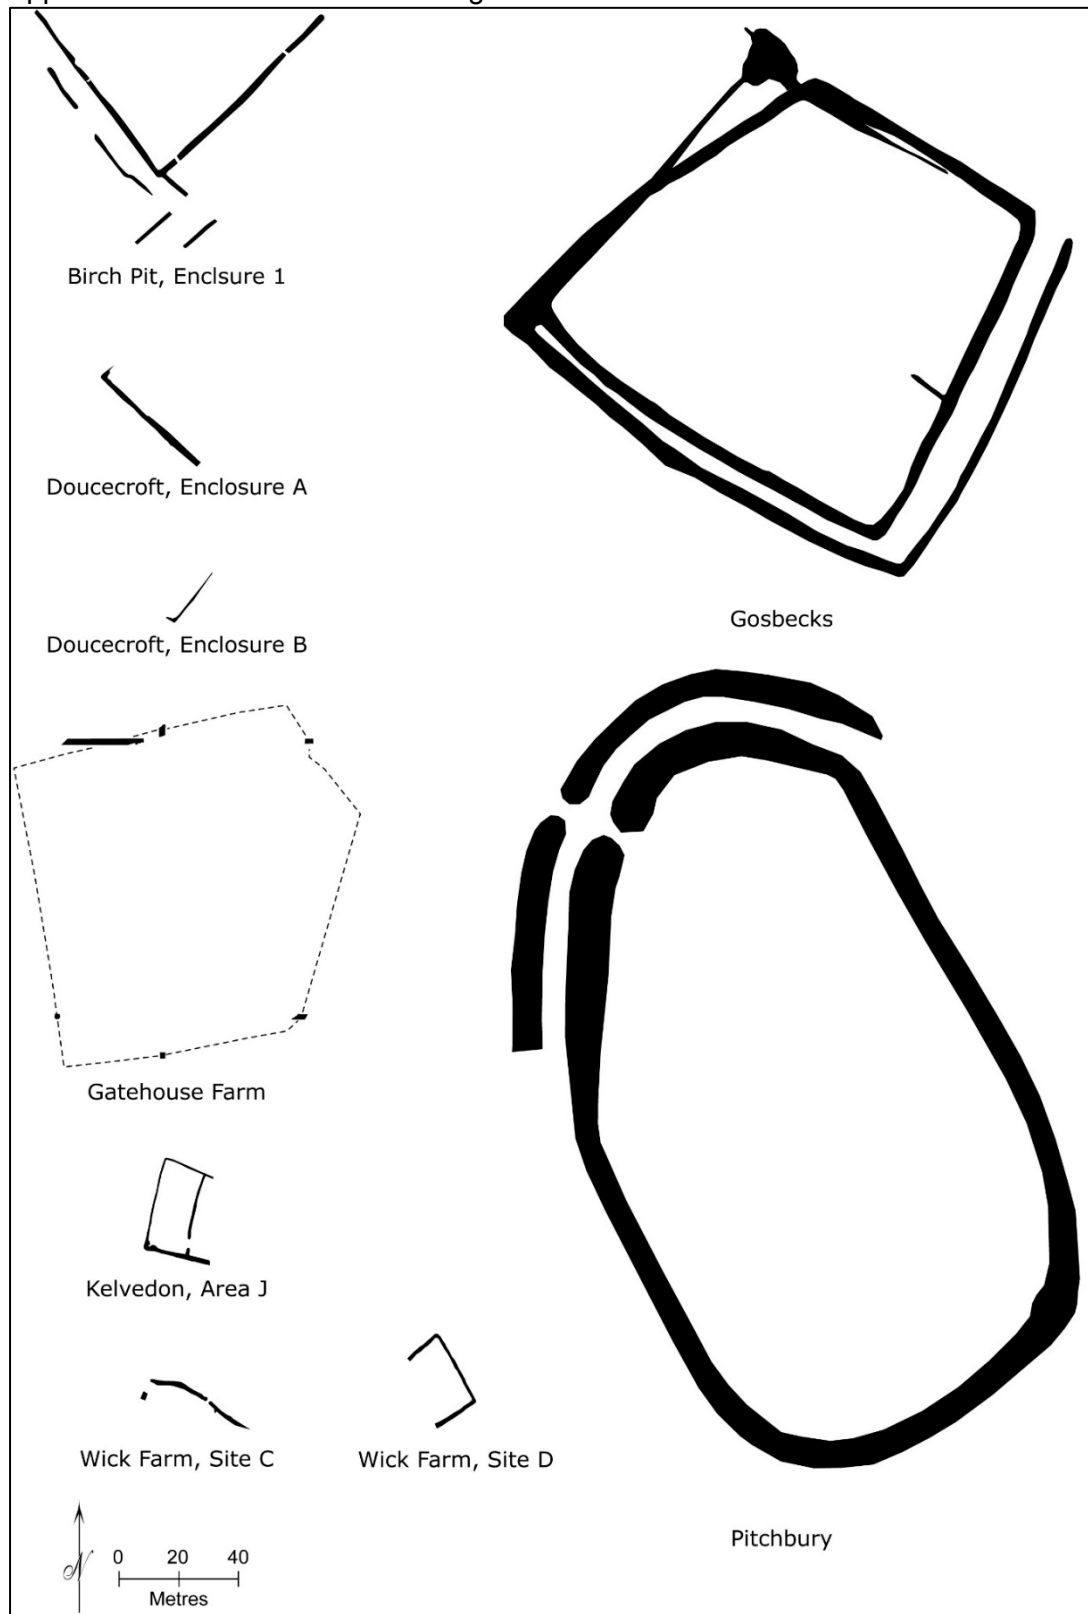 Birch Pit, Enclsure 1
Doucecroft, Enclosure A
Doucecroft, Enclosure B
Gosbecks
Gatehouse Farm
Kelvedon, Area J
Wick Farm, Site C
Wick Farm, Site D
Pitchbury
N
0 20 40
Metres